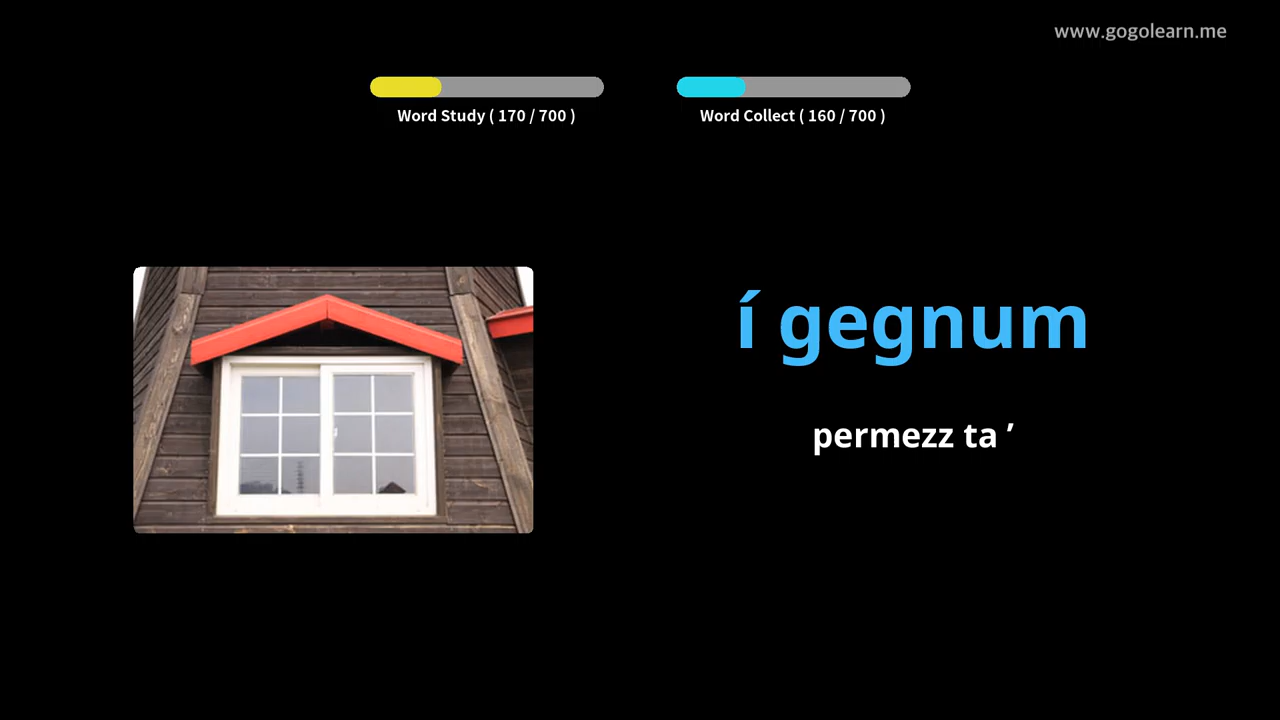 www.gogolearn.me
Word Study ( 170 / 700 )
Word Collect ( 160 / 700 )
í gegnum
permezz ta ’